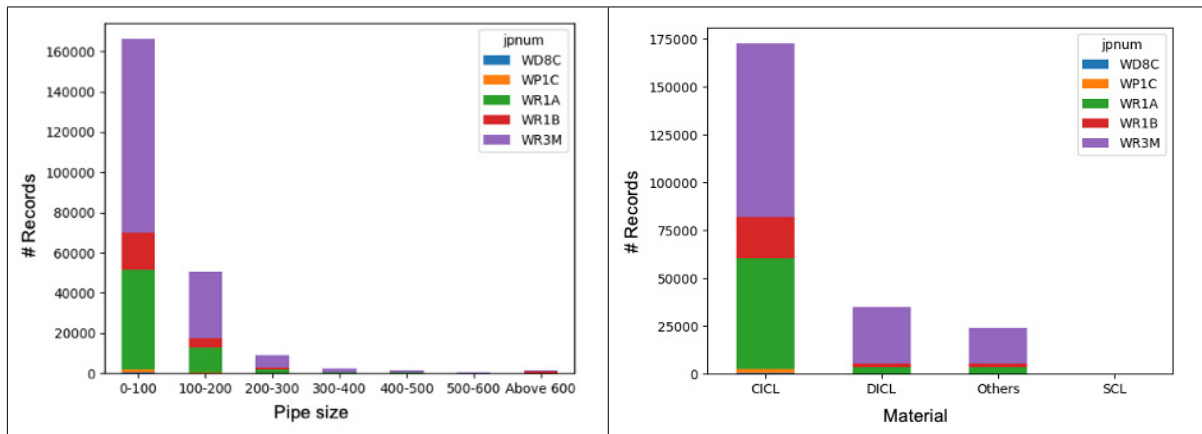 160000
140000
120000
100000
80000
60000
40000
20000
0
# Records
jpnum
WD8C
WP1C
WR1A
WR1B
WR3M
0-100 100-200 200-300 300-400 400-500 500-600 Above 600
Pipe size
175000
150000
125000
100000
75000
50000
25000
0
# Records
jpnum
WD8C
WP1C
WR1A
WR1B
WR3M
CICL DICL Others SCL
Material